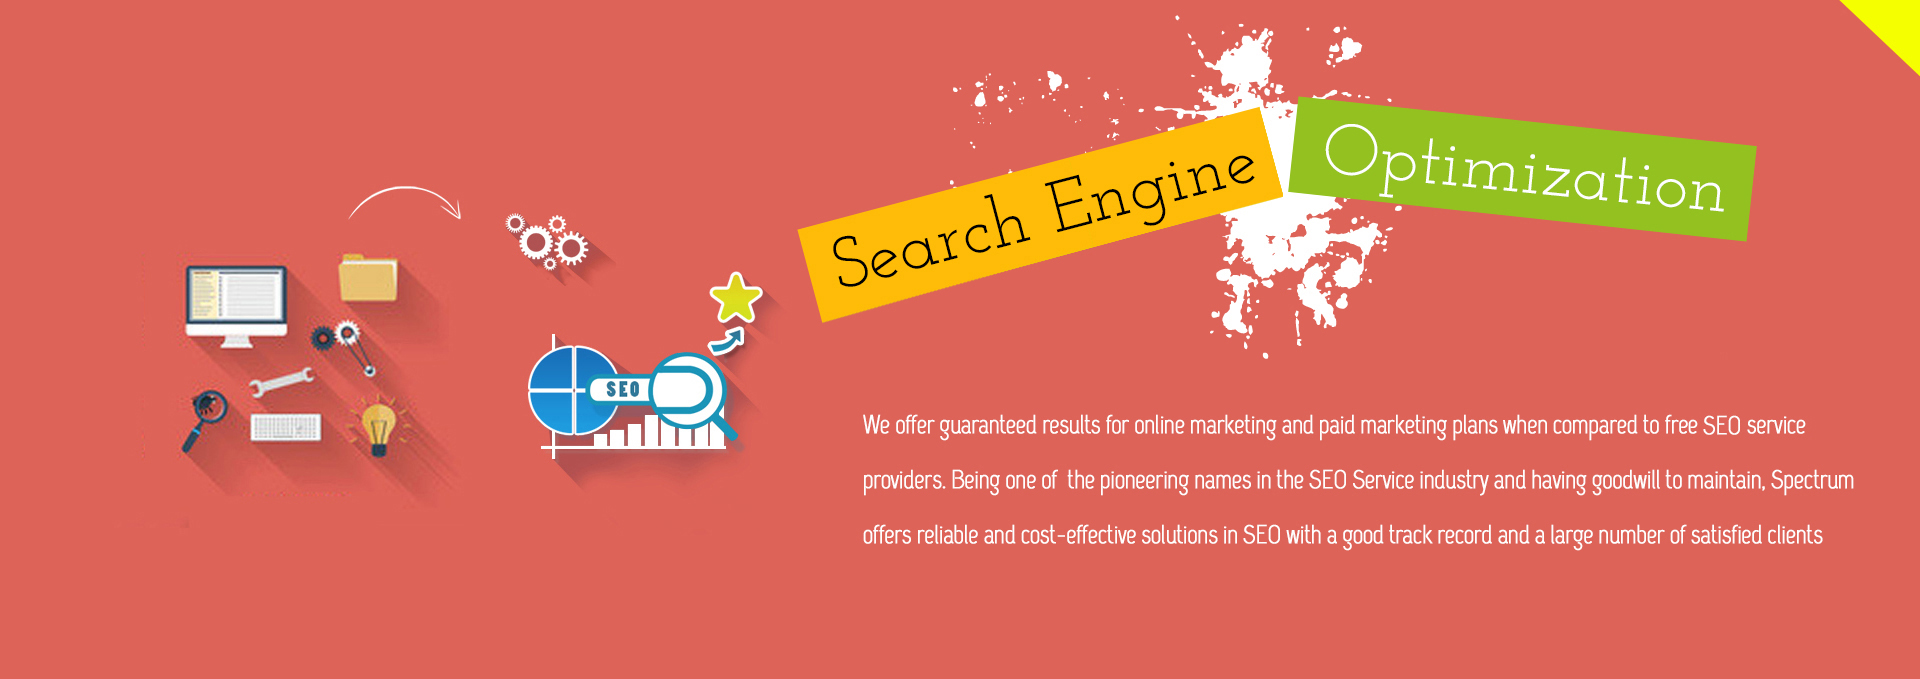 Search Engine
Optimization
SEO
We offer guaranteed results for online marketing and paid marketing plans when compared to free SEO service
providers. Being one of the pioneering names in the SEO Service industry and having goodwill to maintain, Spectrum
offers reliable and cost-effective solutions in SEO with a good track record and a large number of satisfied clients